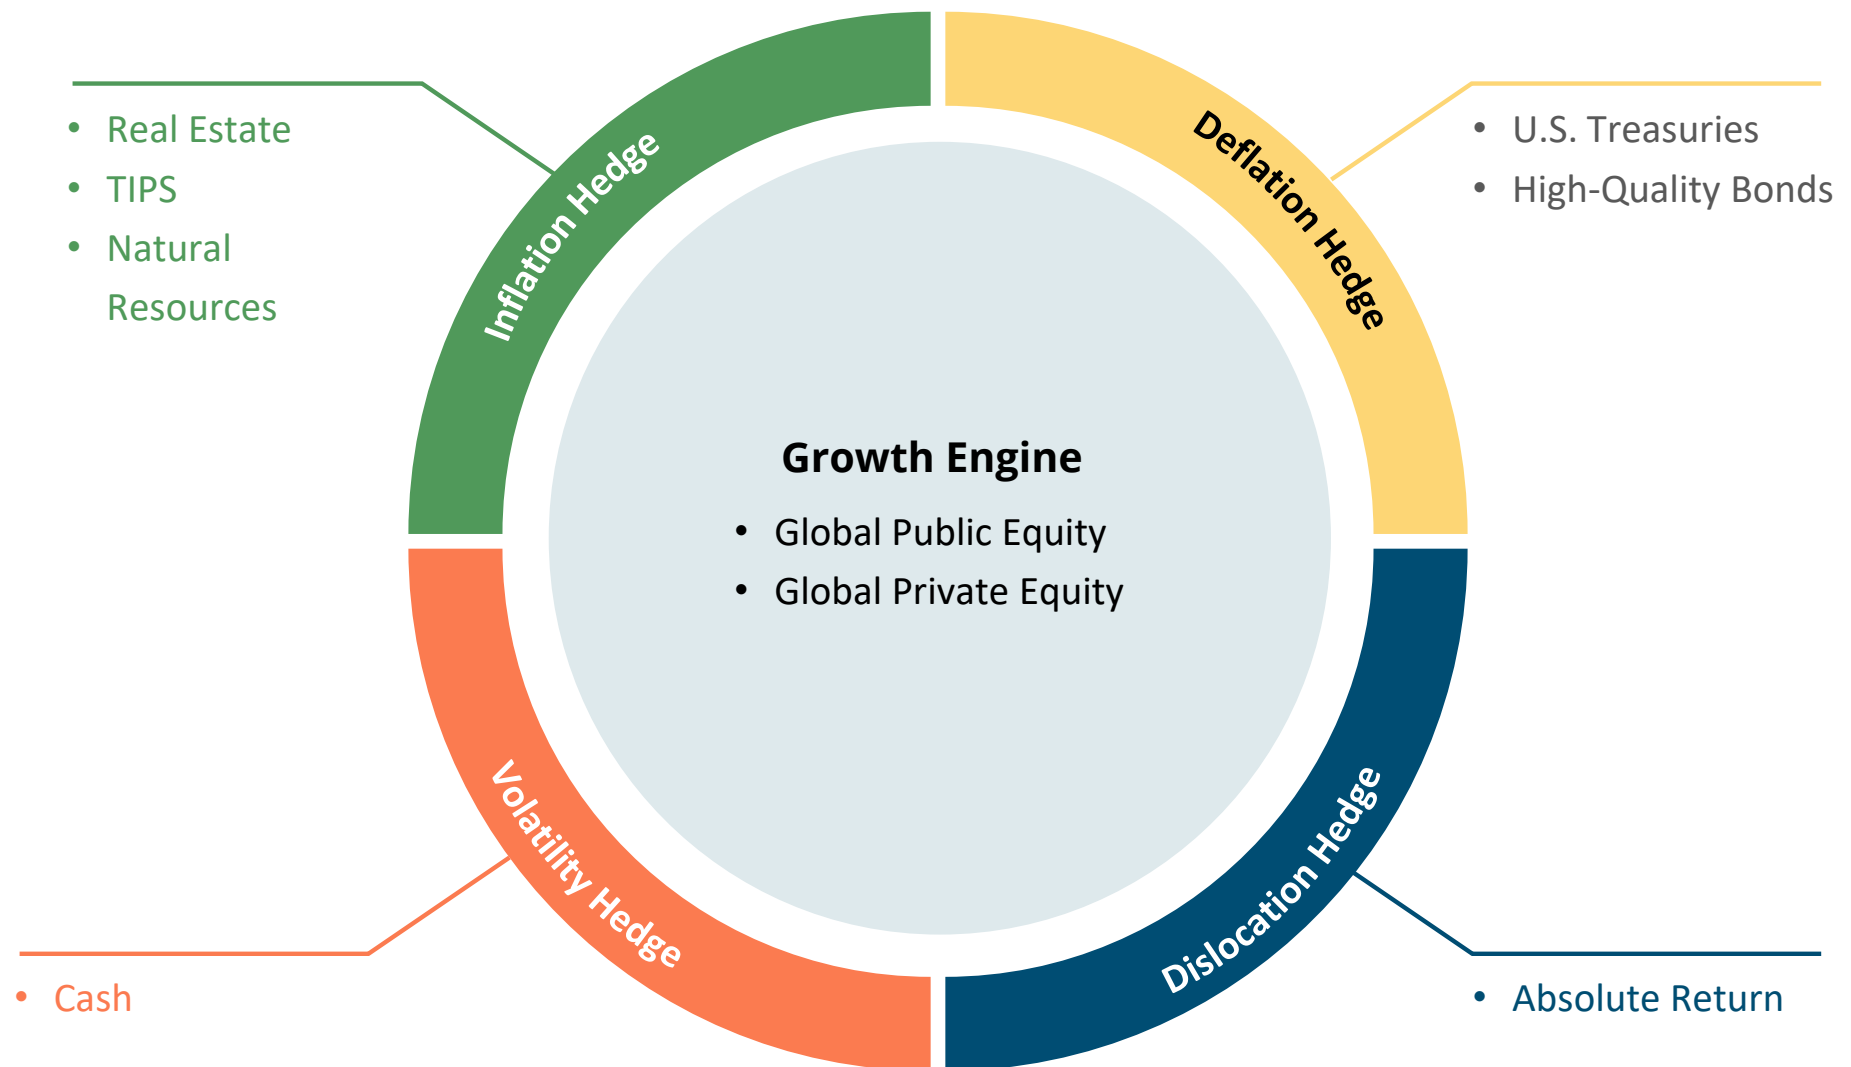 Inflation Hedge
• Real Estate
• TIPS
• Natural
Resources
Deflation Hedge
• U.S. Treasuries
• High-Quality Bonds
Growth Engine
• Global Public Equity
• Global Private Equity
Volatility Hedge
• Cash
Dislocation Hedge
• Absolute Return